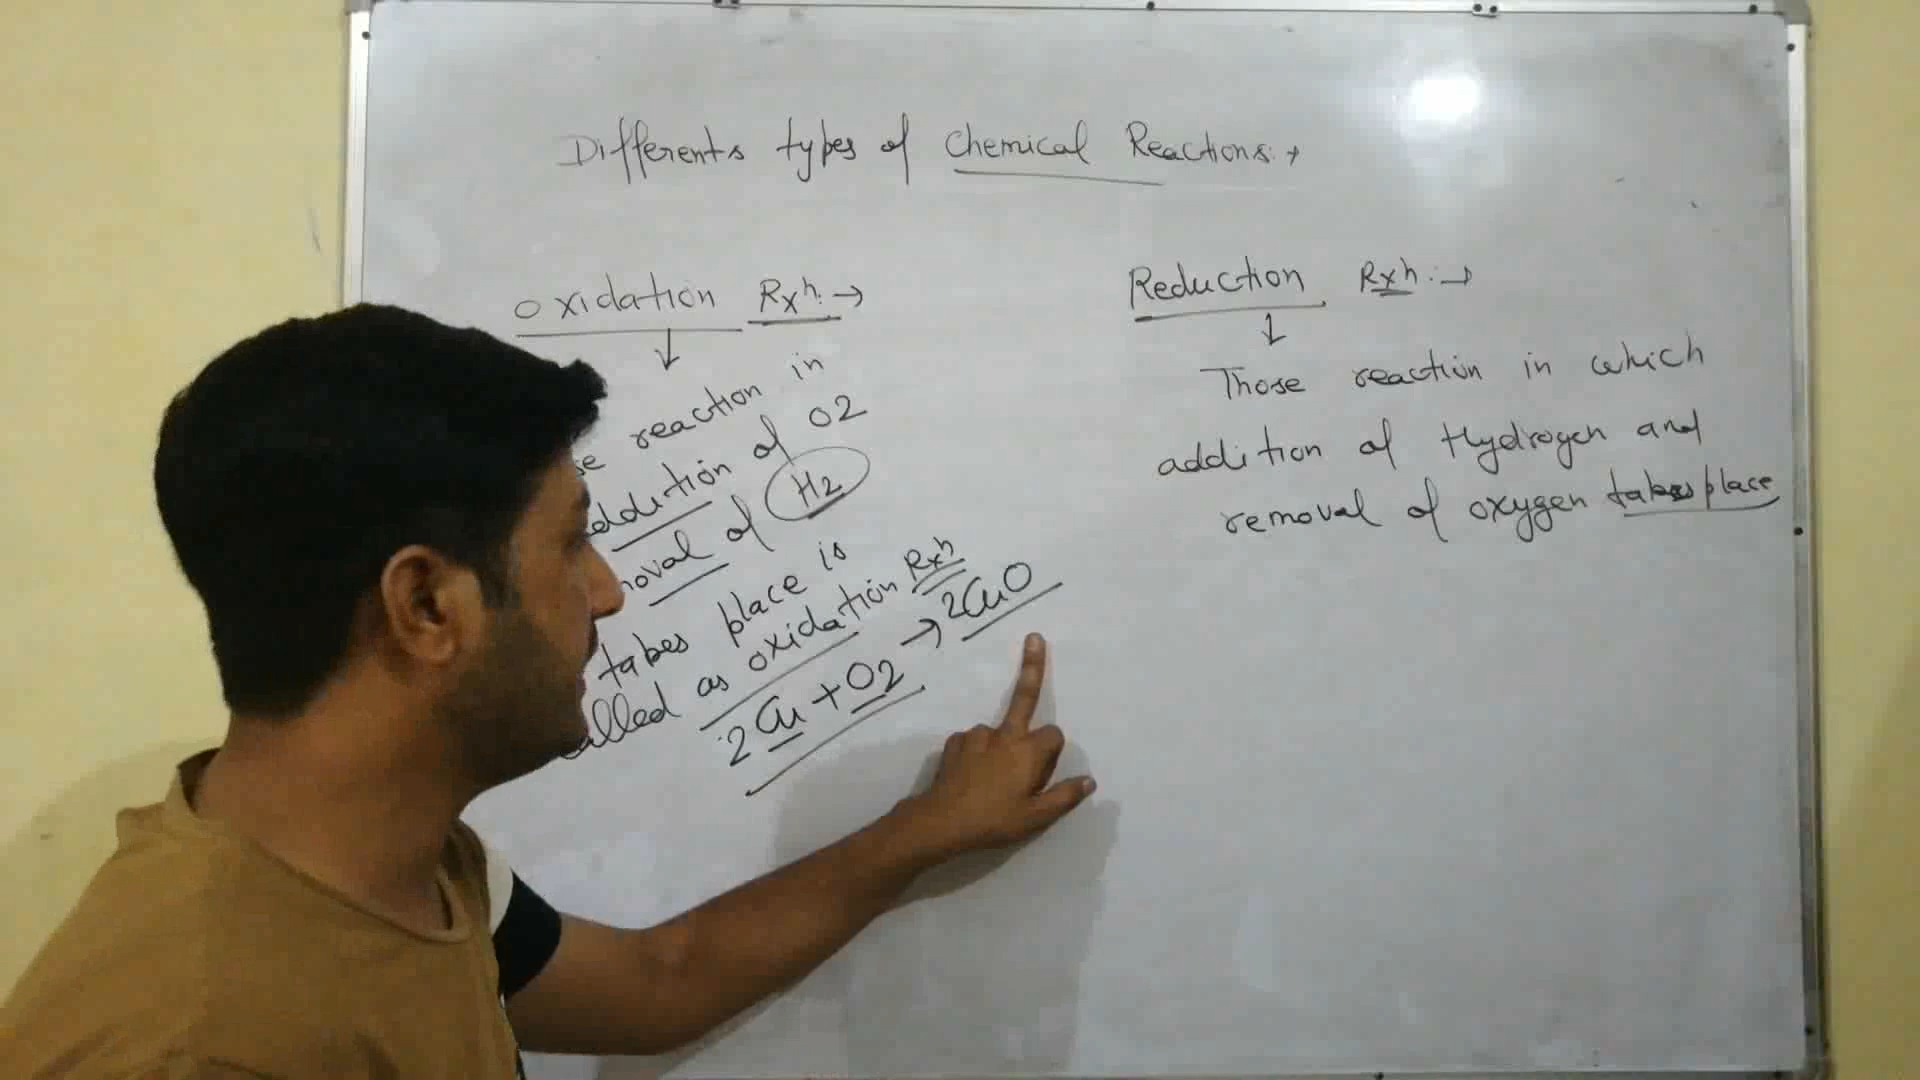 Differents types of Chemical Reactions:→
Oxidation Rxn:→
reaction in
addition of O2
moval of H2
takes place is
called as oxidation Rxn
2Cu + O2 → 2CuO
Reduction Rxn:→
Those reaction in which
addition of Hydrogen and
removal of oxygen takes place